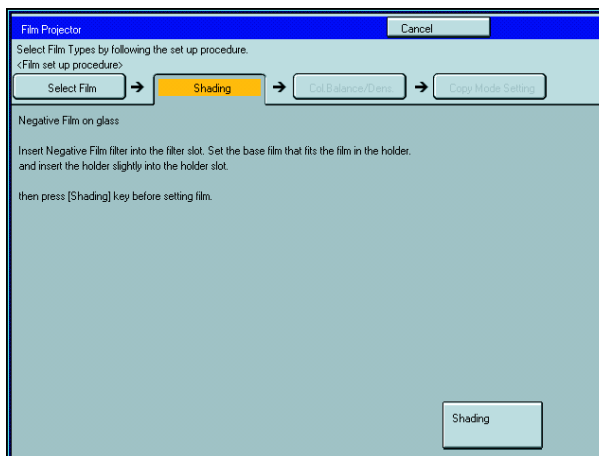 Film Projector
Cancel
Select Film Types by following the set up procedure.
<Film set up procedure>
Select Film → Shading → Col.Balance/Dens. → Copy Mode Setting
Negative Film on glass
Insert Negative Film filter into the filter slot. Set the base film that fits the film in the holder.
and insert the holder slightly into the holder slot.
then press [Shading] key before setting film.
Shading